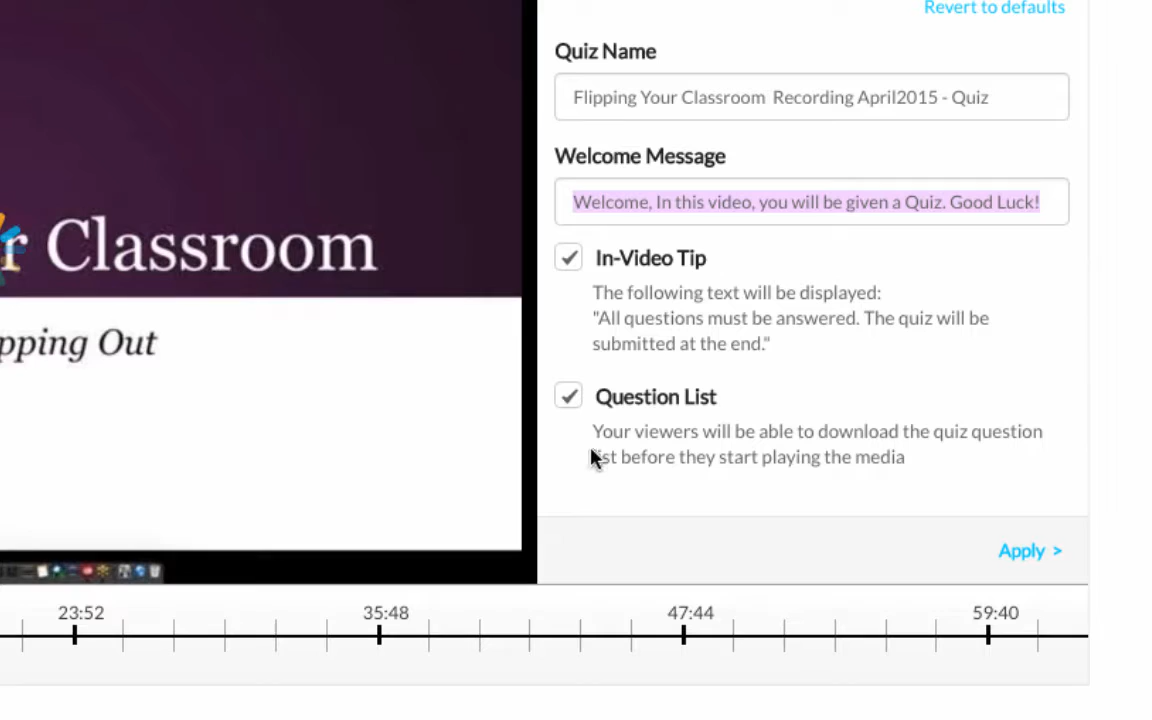 Revert to defaults
Quiz Name
Flipping Your Classroom Recording April2015 - Quiz
Welcome Message
Welcome, In this video, you will be given a Quiz. Good Luck!
r Classroom
In-Video Tip
The following text will be displayed:
"All questions must be answered. The quiz will be
submitted at the end."
pping Out
Question List
Your viewers will be able to download the quiz question
st before they start playing the media
Apply >
23:52 35:48 47:44 59:40